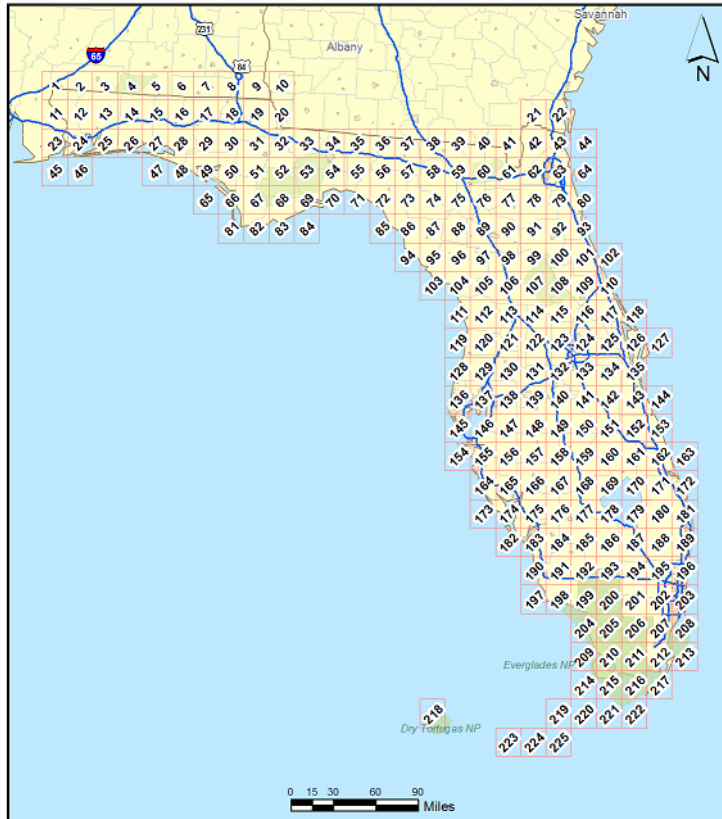 Savannah
231
Albany
65
84
N
1 2 3 4 5 6 7 8 9 10
11 12 13 14 15 16 17 18 19 20 21 22
23 24 25 26 27 28 29 30 31 32 33 34 35 36 37 38 39 40 41 42 43 44
45 46 47 48 49 50 51 52 53 54 55 56 57 58 59 60 61 62 63 64
65 66 67 68 69 70 71 72 73 74 75 76 77 78 79 80
81 82 83 84 85 86 87 88 89 90 91 92 93
94 95 96 97 98 99 100 101 102
103 104 105 106 107 108 109 110
111 112 113 114 115 116 117 118
119 120 121 122 123 124 125 126 127
128 129 130 131 132 133 134 135
136 137 138 139 140 141 142 143 144
145 146 147 148 149 150 151 152 153
154 155 156 157 158 159 160 161 162 163
164 165 166 167 168 169 170 171 172
173 174 175 176 177 178 179 180 181
182 183 184 185 186 187 188 189
190 191 192 193 194 195 196
197 198 199 200 201 202 203
204 205 206 207 208
Everglades NP
209 210 211 212 213
214 215 216 217
218 219 220 221 222
Dry Tortugas NP
223 224 225
0 15 30 60 90
Miles